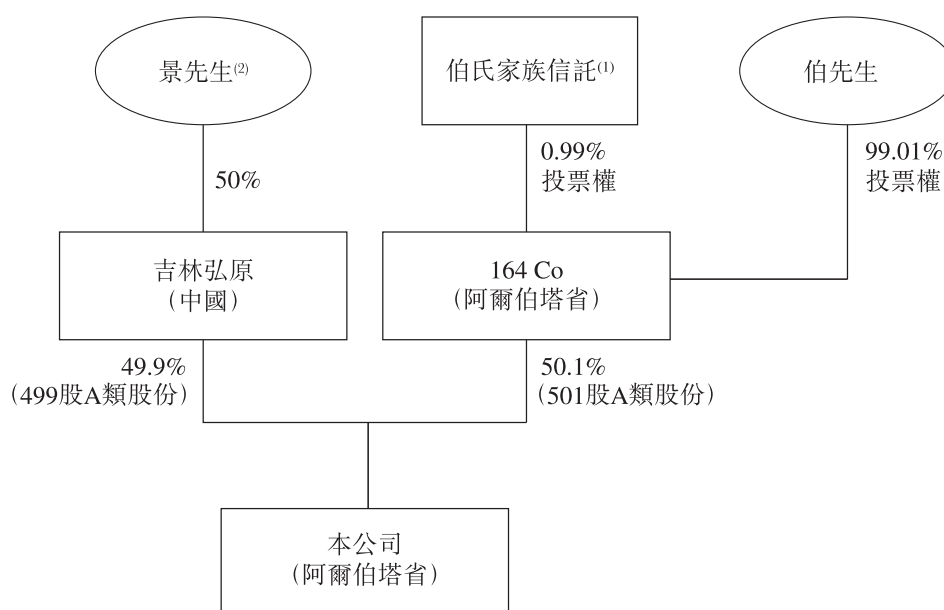 景先生(2)
伯氏家族信託(1)
伯先生
50%
0.99%
投票權
99.01%
投票權
吉林弘原
(中國)
164 Co
(阿爾伯塔省)
49.9%
(499股A類股份)
50.1%
(501股A類股份)
本公司
(阿爾伯塔省)